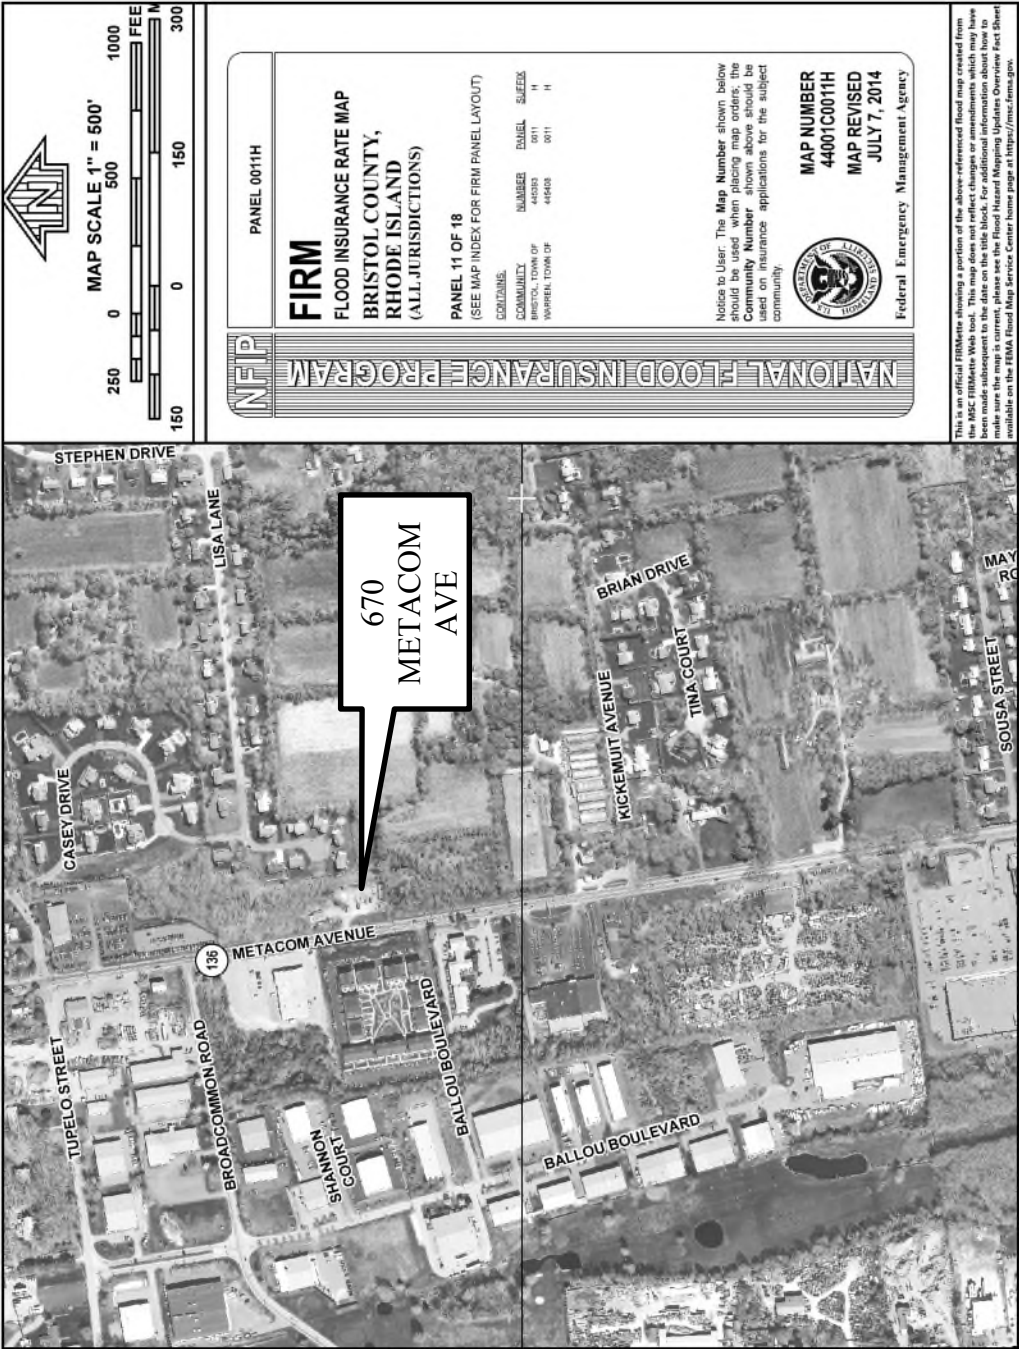 N
MAP SCALE 1" = 500'
250 0 500 1000
FEE
150 0 150 300
M
NFIP
NATIONAL FLOOD INSURANCE PROGRAM
PANEL 0011H
FIRM
FLOOD INSURANCE RATE MAP
BRISTOL COUNTY,
RHODE ISLAND
(ALL JURISDICTIONS)
PANEL 11 OF 18
(SEE MAP INDEX FOR FIRM PANEL LAYOUT)
CONTAINS:
COMMUNITY NUMBER PANEL SUFFIX
BRISTOL, TOWN OF 445393 0011 H
WARREN, TOWN OF 445408 0011 H
Notice to User: The Map Number shown below
should be used when placing map orders; the
Community Number shown above should be
used on insurance applications for the subject
community.
U.S. DEPARTMENT OF HOMELAND SECURITY
MAP NUMBER
44001C0011H
MAP REVISED
JULY 7, 2014
Federal Emergency Management Agency
This is an official FIRMette showing a portion of the above-referenced flood map created from
the MSC FIRMette Web tool. This map does not reflect changes or amendments which may have
been made subsequent to the date on the title block. For additional information about how to
make sure the map is current, please see the Flood Hazard Mapping Updates Overview Fact Sheet
available on the FEMA Flood Map Service Center home page at https://msc.fema.gov.
STEPHEN DRIVE
LISA LANE
CASEY DRIVE
670
METACOM
AVE
BRIAN DRIVE
TINA COURT
KICKEMUIT AVENUE
MAY
RO
SOUSA STREET
136
METACOM AVENUE
TUPELO STREET
BROADCOMMON ROAD
SHANNON
COURT
BALLOU BOULEVARD
BALLOU BOULEVARD